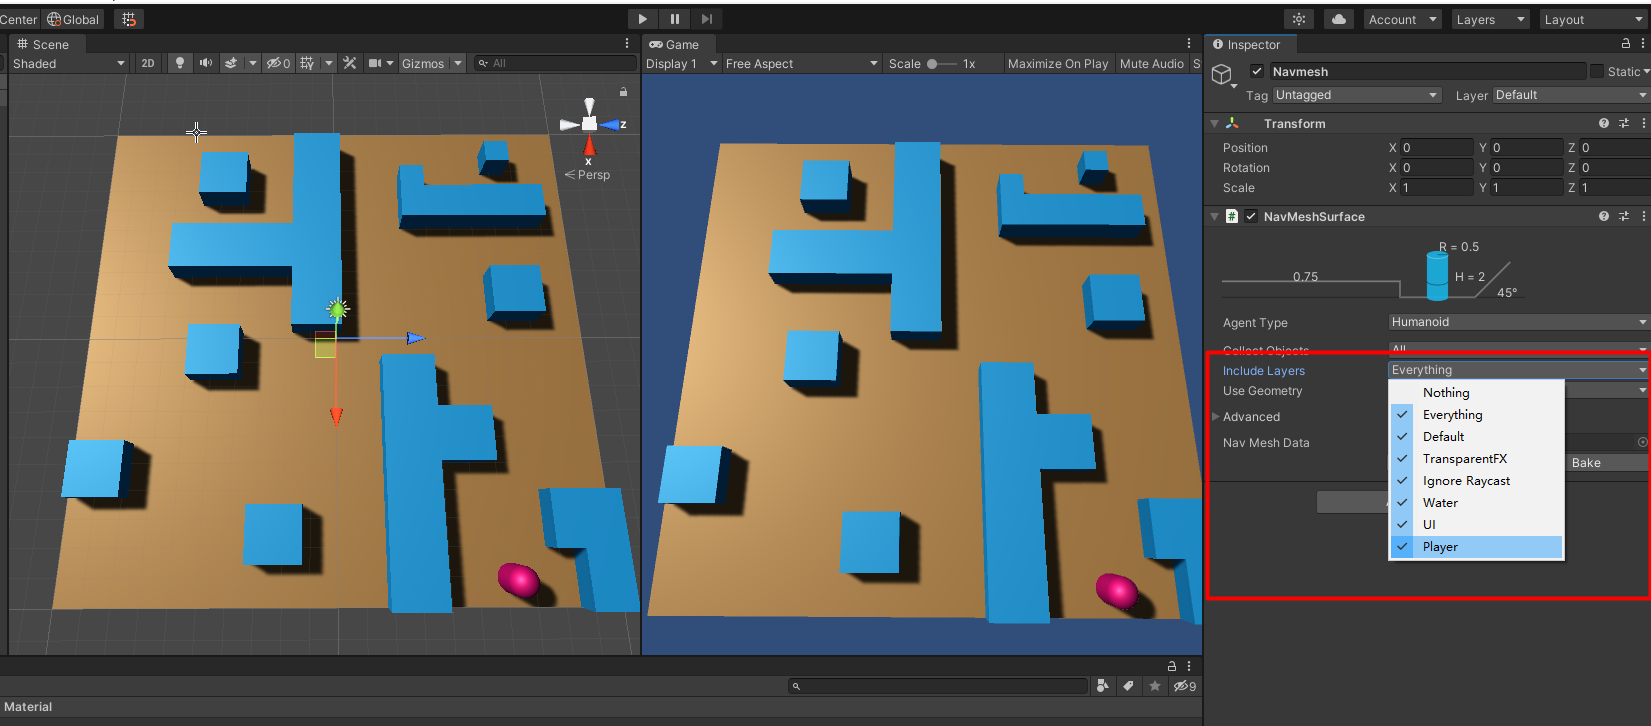 Center Global Account Layers Layout
Scene
Shaded 2D 0 Gizmos All
Persp
z
x
Game
Display 1 Free Aspect Scale 1x Maximize On Play Mute Audio S
Inspector
Navmesh Static
Tag Untagged Layer Default
Transform
Position X 0 Y 0 Z 0
Rotation X 0 Y 0 Z 0
Scale X 1 Y 1 Z 1
# NavMeshSurface
R = 0.5
0.75 H = 2
45°
Agent Type Humanoid
Collect Objects All
Include Layers Everything
Use Geometry
Advanced
Nav Mesh Data
Bake
Nothing
Everything
Default
TransparentFX
Ignore Raycast
Water
UI
Player
9
Material